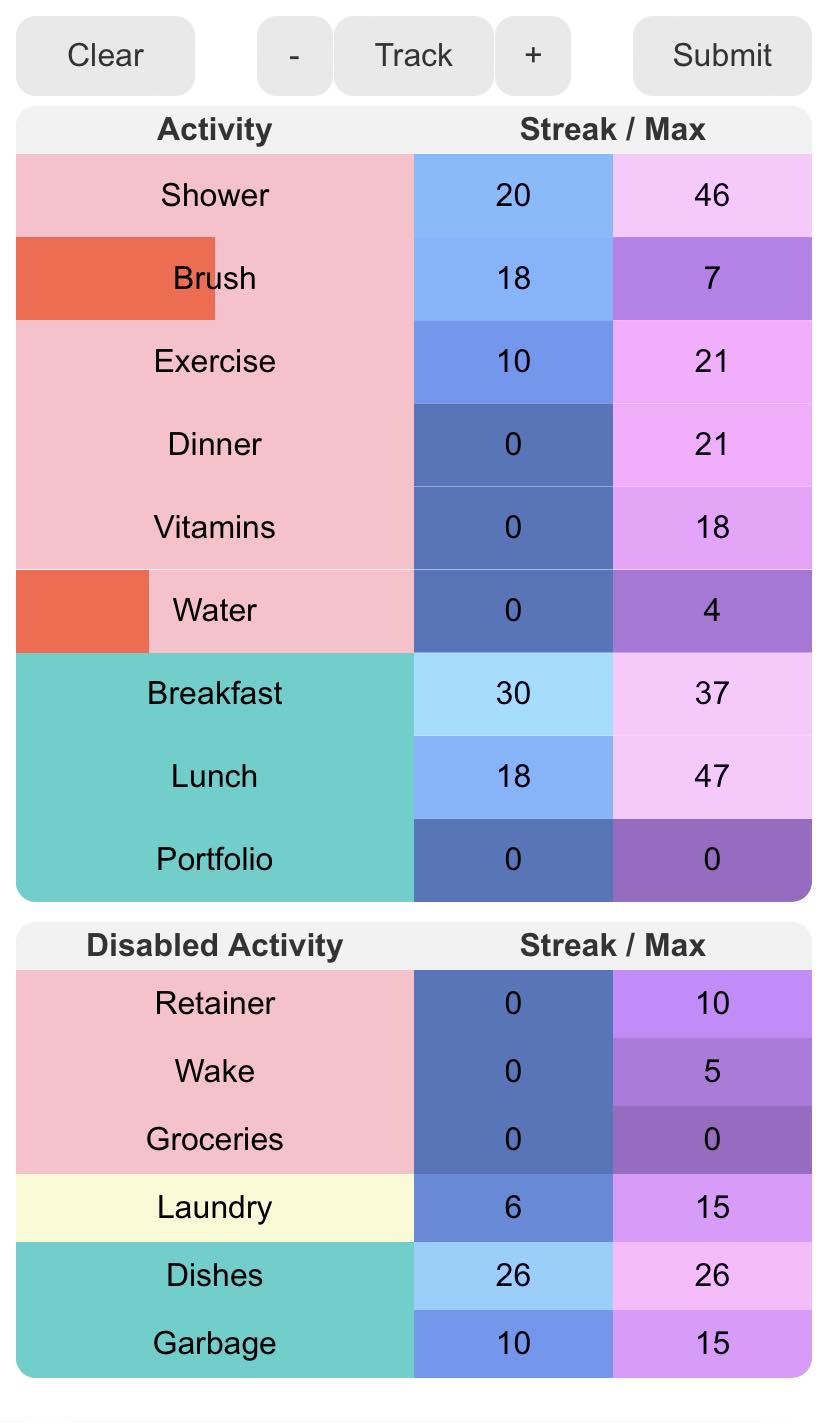 Clear - Track + Submit
Activity Streak / Max
Shower 20 46
Brush 18 7
Exercise 10 21
Dinner 0 21
Vitamins 0 18
Water 0 4
Breakfast 30 37
Lunch 18 47
Portfolio 0 0
Disabled Activity Streak / Max
Retainer 0 10
Wake 0 5
Groceries 0 0
Laundry 6 15
Dishes 26 26
Garbage 10 15